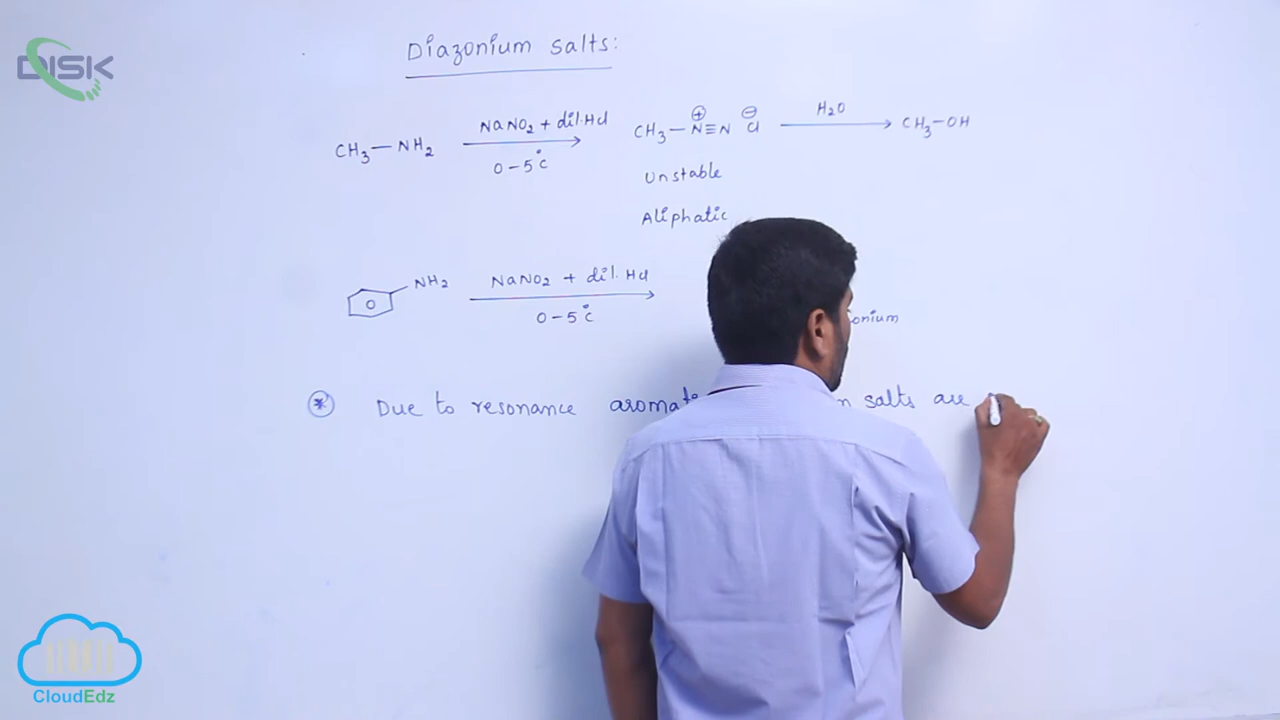 DISK
Diazonium salts:
CH3 — NH2 NaNO2 + dil.HCl 0-5°C CH3 — N≡N ⊕ Cl ⊖ H2O CH3-OH
Unstable
Aliphatic
NH2 NaNO2 + dil. HCl 0-5°C
onium
* Due to resonance aromat n salts are
CloudEdz